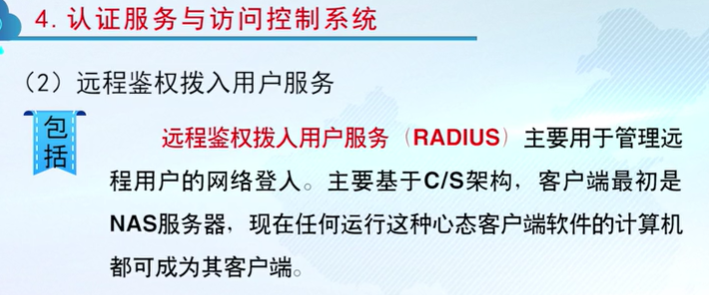 4. 认证服务与访问控制系统
（2）远程鉴权拨入用户服务
包括
远程鉴权拨入用户服务（RADIUS）主要用于管理远
程用户的网络登入。主要基于C/S架构，客户端最初是
NAS服务器，现在任何运行这种心态客户端软件的计算机
都可成为其客户端。